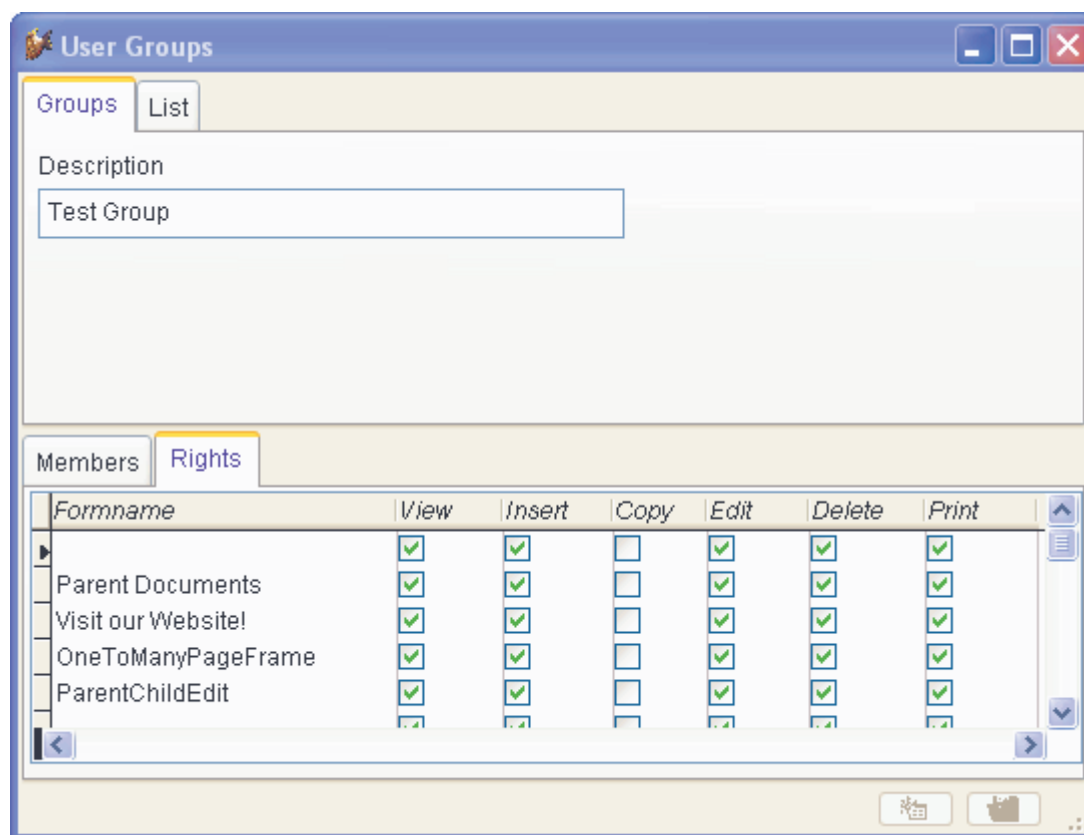 User Groups
Groups List
Description
Test Group
Members Rights
Formname View Insert Copy Edit Delete Print
Parent Documents
Visit our Website!
OneToManyPageFrame
ParentChildEdit